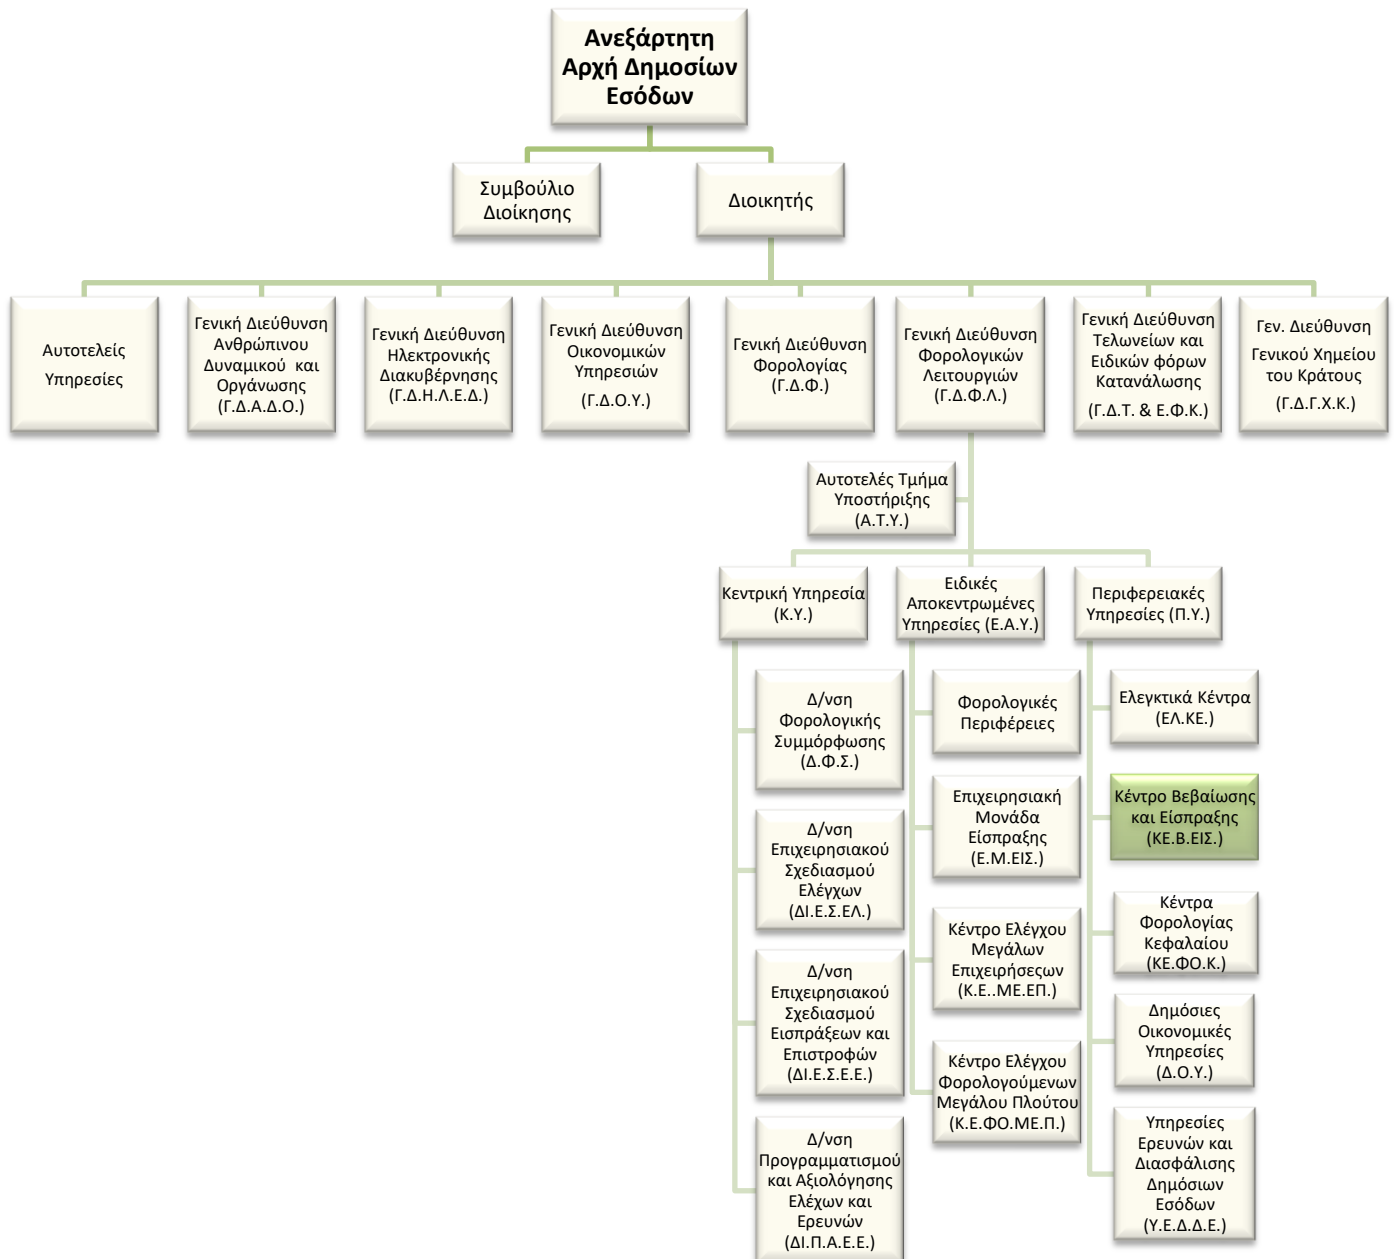 Ανεξάρτητη
Αρχή Δημοσίων
Εσόδων
Συμβούλιο
Διοίκησης
Διοικητής
Αυτοτελείς
Υπηρεσίες
Γενική Διεύθυνση
Ανθρώπινου
Δυναμικού και
Οργάνωσης
(Γ.Δ.Α.Δ.Ο.)
Γενική Διεύθυνση
Ηλεκτρονικής
Διακυβέρνησης
(Γ.Δ.Η.Λ.Ε.Δ.)
Γενική Διεύθυνση
Οικονομικών
Υπηρεσιών
(Γ.Δ.Ο.Υ.)
Γενική Διεύθυνση
Φορολογίας
(Γ.Δ.Φ.)
Γενική Διεύθυνση
Φορολογικών
Λειτουργιών
(Γ.Δ.Φ.Λ.)
Γενική Διεύθυνση
Τελωνείων και
Ειδικών φόρων
Κατανάλωσης
(Γ.Δ.Τ. & Ε.Φ.Κ.)
Γεν. Διεύθυνση
Γενικού Χημείου
του Κράτους
(Γ.Δ.Γ.Χ.Κ.)
Αυτοτελές Τμήμα
Υποστήριξης
(Α.Τ.Υ.)
Κεντρική Υπηρεσία
(Κ.Υ.)
Ειδικές
Αποκεντρωμένες
Υπηρεσίες (Ε.Α.Υ.)
Περιφερειακές
Υπηρεσίες (Π.Υ.)
Δ/νση
Φορολογικής
Συμμόρφωσης
(Δ.Φ.Σ.)
Δ/νση
Επιχειρησιακού
Σχεδιασμού
Ελέγχων
(ΔΙ.Ε.Σ.ΕΛ.)
Δ/νση
Επιχειρησιακού
Σχεδιασμού
Εισπράξεων και
Επιστροφών
(ΔΙ.Ε.Σ.Ε.Ε.)
Δ/νση
Προγραμματισμού
και Αξιολόγησης
Ελέχων και
Ερευνών
(ΔΙ.Π.Α.Ε.Ε.)
Φορολογικές
Περιφέρειες
Επιχειρησιακή
Μονάδα
Είσπραξης
(Ε.Μ.ΕΙΣ.)
Κέντρο Ελέγχου
Μεγάλων
Επιχειρήσεςων
(Κ.Ε..ΜΕ.ΕΠ.)
Κέντρο Ελέγχου
Φορολογούμενων
Μεγάλου Πλούτου
(Κ.Ε.ΦΟ.ΜΕ.Π.)
Ελεγκτικά Κέντρα
(ΕΛ.ΚΕ.)
Κέντρο Βεβαίωσης
και Είσπραξης
(ΚΕ.Β.ΕΙΣ.)
Κέντρα
Φορολογίας
Κεφαλαίου
(ΚΕ.ΦΟ.Κ.)
Δημόσιες
Οικονομικές
Υπηρεσίες
(Δ.Ο.Υ.)
Υπηρεσίες
Ερευνών και
Διασφάλισης
Δημόσιων
Εσόδων
(Υ.Ε.Δ.Δ.Ε.)